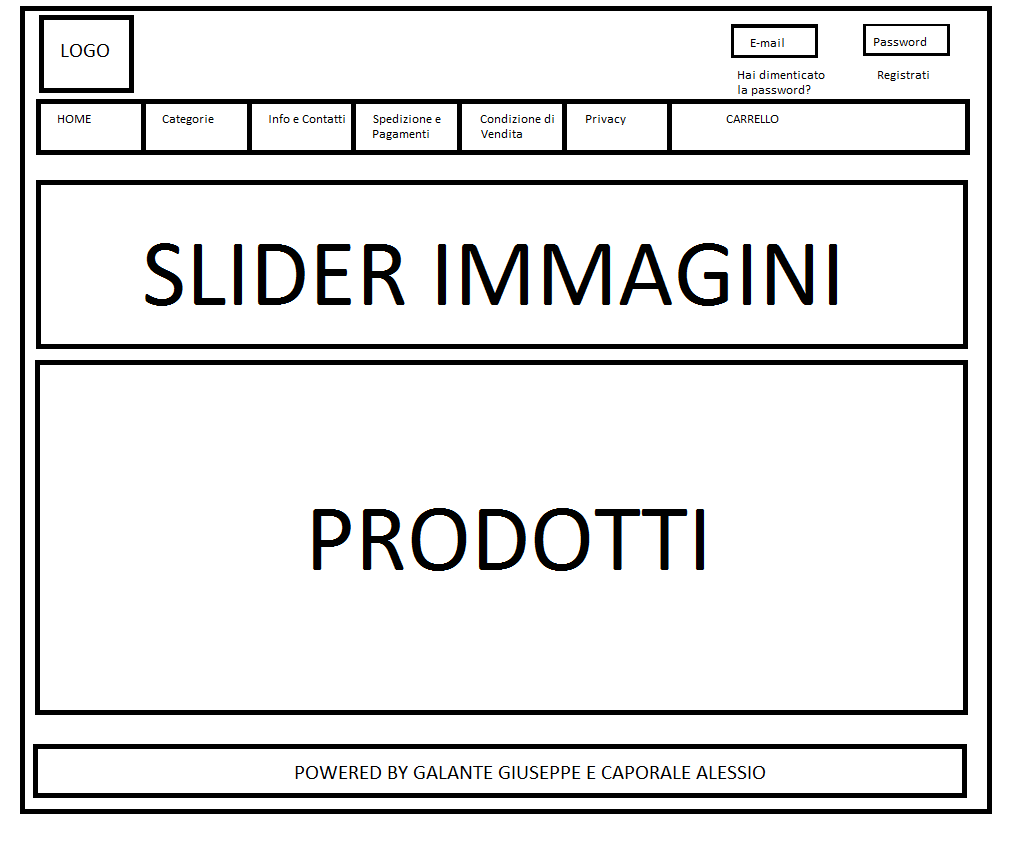 LOGO
E-mail
Password
Hai dimenticato
la password?
Registrati
HOME
Categorie
Info e Contatti
Spedizione e
Pagamenti
Condizione di
Vendita
Privacy
CARRELLO
SLIDER IMMAGINI
PRODOTTI
POWERED BY GALANTE GIUSEPPE E CAPORALE ALESSIO